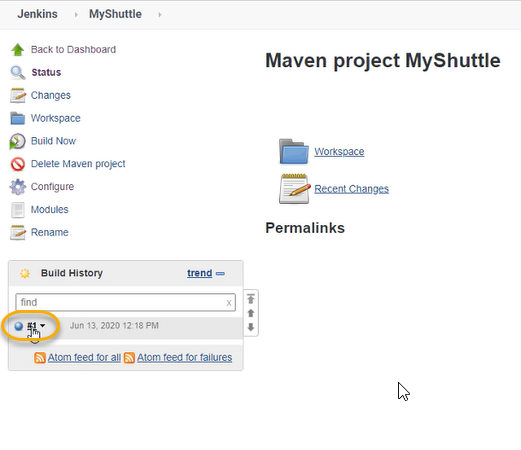 Jenkins MyShuttle
Back to Dashboard
Status
Changes
Workspace
Build Now
Delete Maven project
Configure
Modules
Rename
Build History trend
find x
#1 Jun 13, 2020 12:18 PM
Atom feed for all Atom feed for failures
Maven project MyShuttle
Workspace
Recent Changes
Permalinks